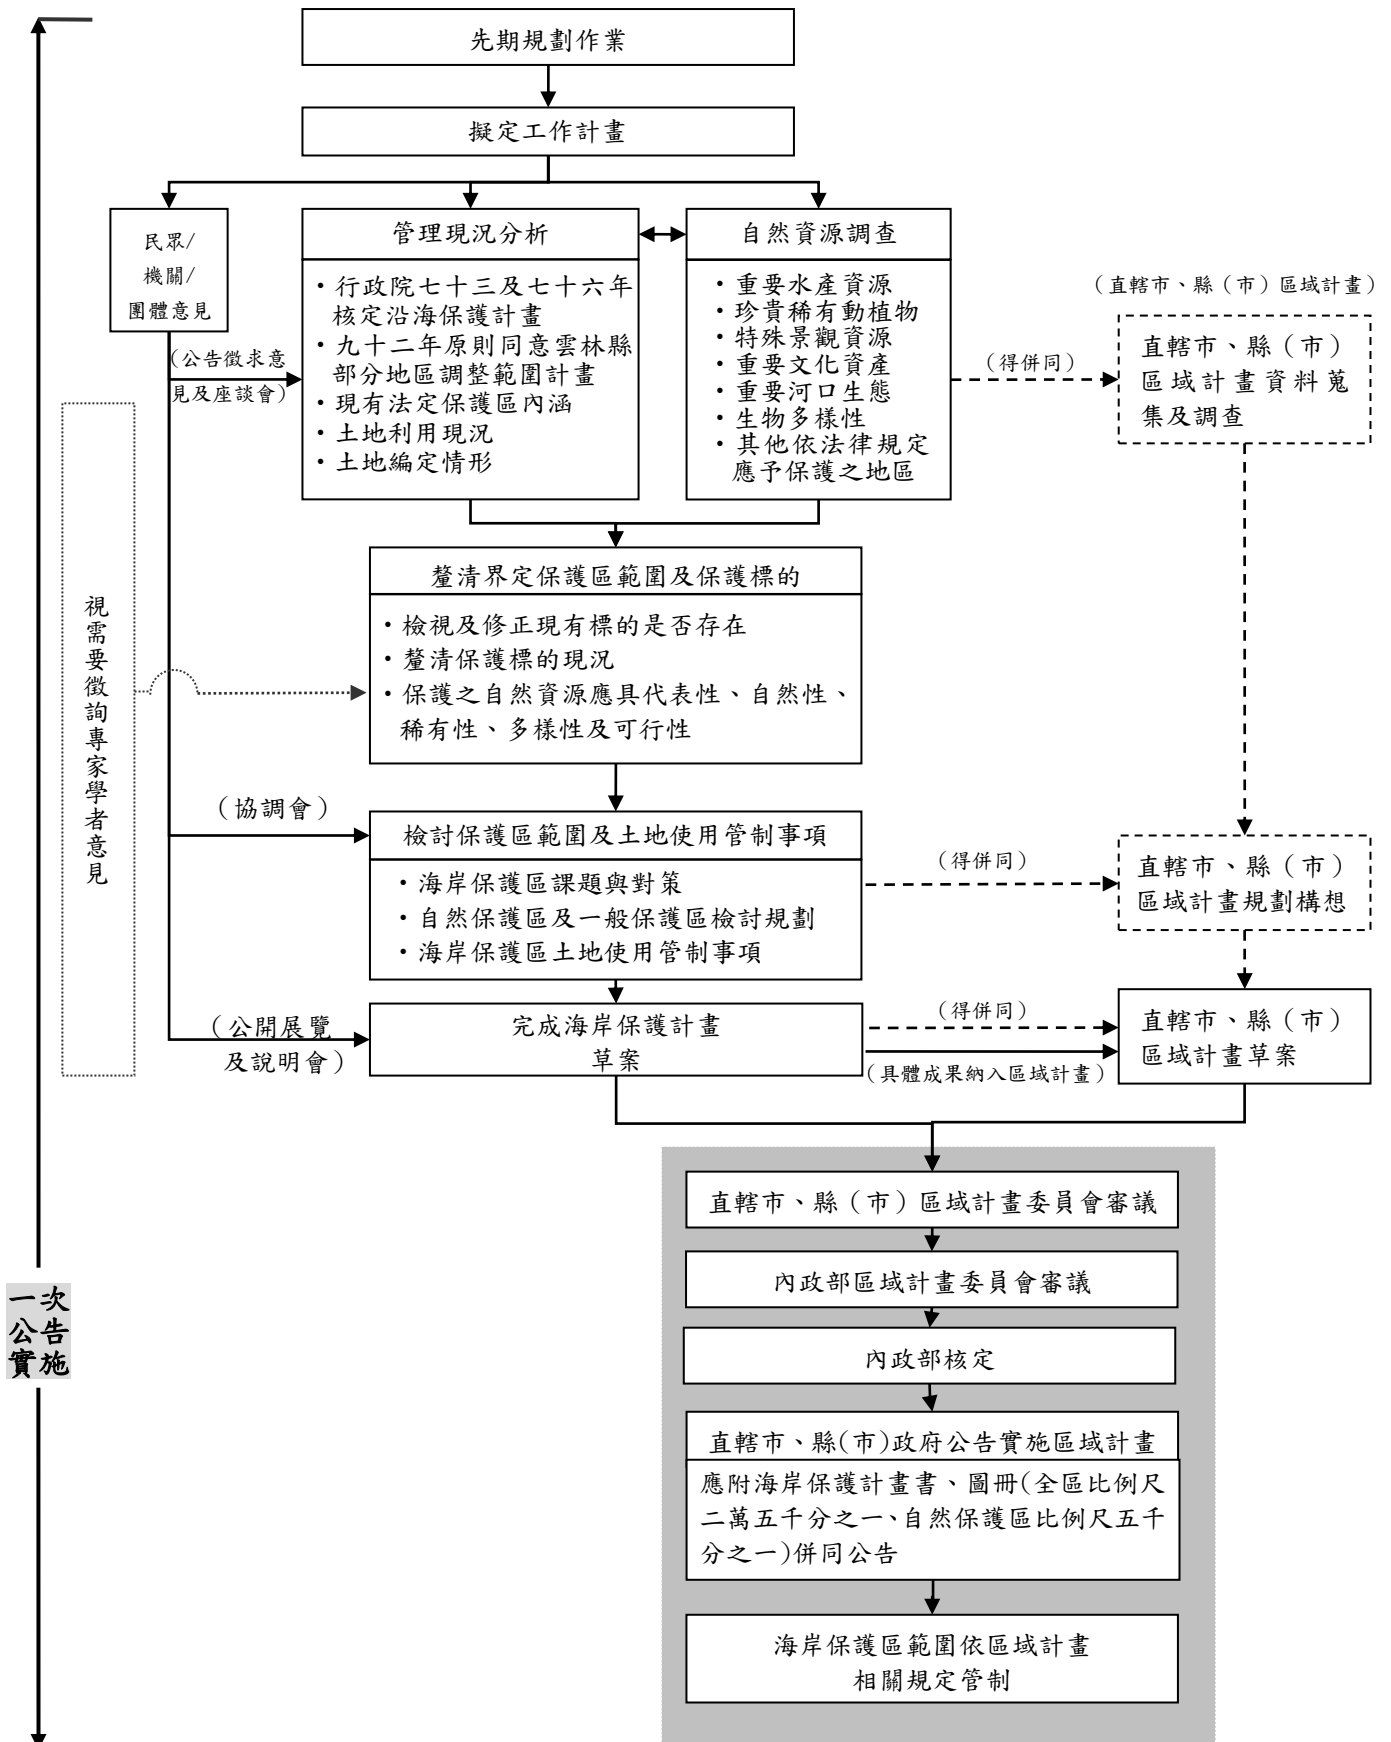 先期規劃作業
擬定工作計畫
民眾/
機關/
團體意見
管理現況分析
・行政院七十三及七十六年
核定沿海保護計畫
・九十二年原則同意雲林縣
部分地區調整範圍計畫
・現有法定保護區內涵
・土地利用現況
・土地編定情形
自然資源調查
・重要水產資源
・珍貴稀有動植物
・特殊景觀資源
・重要文化資產
・重要河口生態
・生物多樣性
・其他依法律規定
應予保護之地區
（直轄市、縣（市）區域計畫）
直轄市、縣（市）
區域計畫資料蒐
集及調查
（得併同）
（公告徵求意
見及座談會）
視需要徵詢專家學者意見
釐清界定保護區範圍及保護標的
・檢視及修正現有標的是否存在
・釐清保護標的現況
・保護之自然資源應具代表性、自然性、
稀有性、多樣性及可行性
（協調會）
檢討保護區範圍及土地使用管制事項
・海岸保護區課題與對策
・自然保護區及一般保護區檢討規劃
・海岸保護區土地使用管制事項
（得併同）
直轄市、縣（市）
區域計畫規劃構想
（公開展覽
及說明會）
完成海岸保護計畫
草案
（得併同）
（具體成果納入區域計畫）
直轄市、縣（市）
區域計畫草案
直轄市、縣（市）區域計畫委員會審議
內政部區域計畫委員會審議
內政部核定
直轄市、縣(市)政府公告實施區域計畫
應附海岸保護計畫書、圖冊(全區比例尺
二萬五千分之一、自然保護區比例尺五千
分之一)併同公告
海岸保護區範圍依區域計畫
相關規定管制
一次
公告
實施